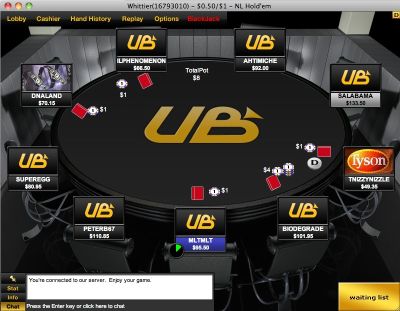 Whittier(16793010) - $0.50/$1 - NL Hold'em
Lobby Cashier Hand History Replay Options BlackJack D
UB
ILPHENOMENON
$66.50
UB
AHTIMICHE
$92.00
DNALAND
$70.15
UB
SALABAMA
$133.50
TotalPot
$8
$1
$1
UB
$1
D
$4
$1
UB
SUPEREGG
$80.95
Tyson
TNIZZYNIZZLE
$49.35
UB
PETERB67
$110.85
UB
MLTMLT
$95.50
UB
BIODEGRADE
$101.95
Stat
Info
Chat
You're connected to our server. Enjoy your game.
Press the Enter key or click here to chat
waiting list